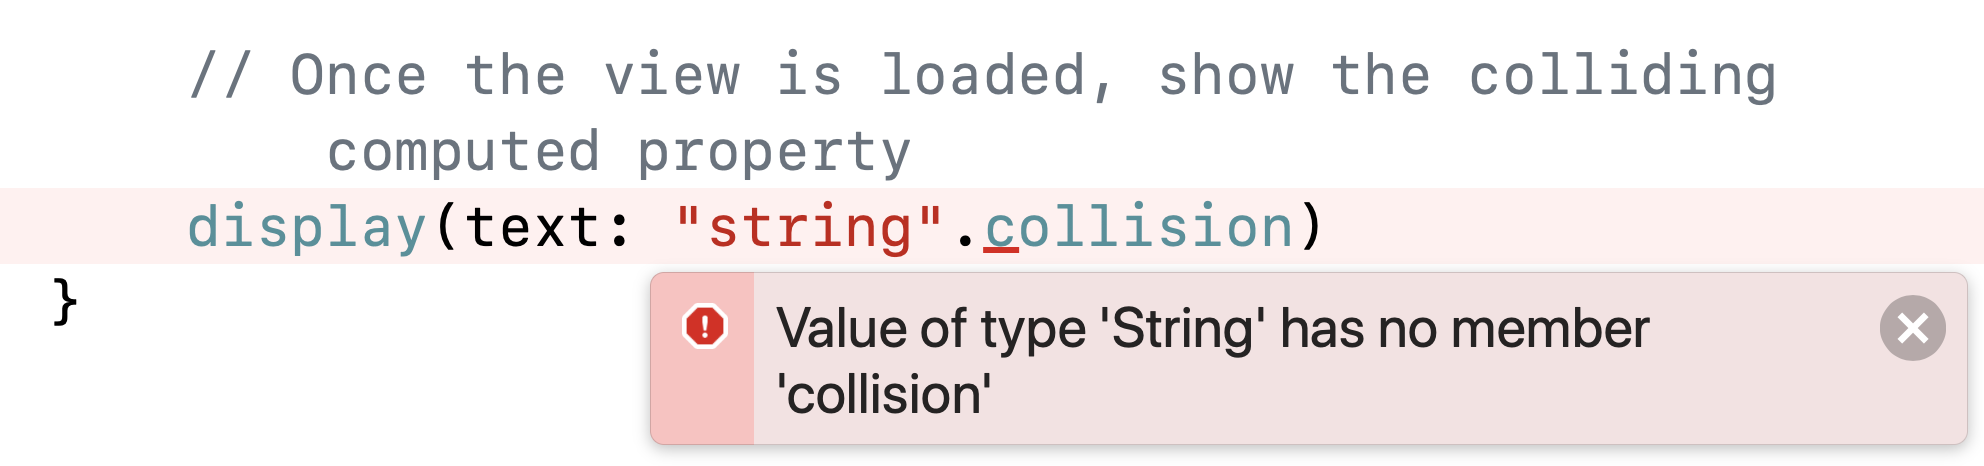 // Once the view is loaded, show the colliding
computed property
display(text: "string".collision)
}
Value of type 'String' has no member
'collision'